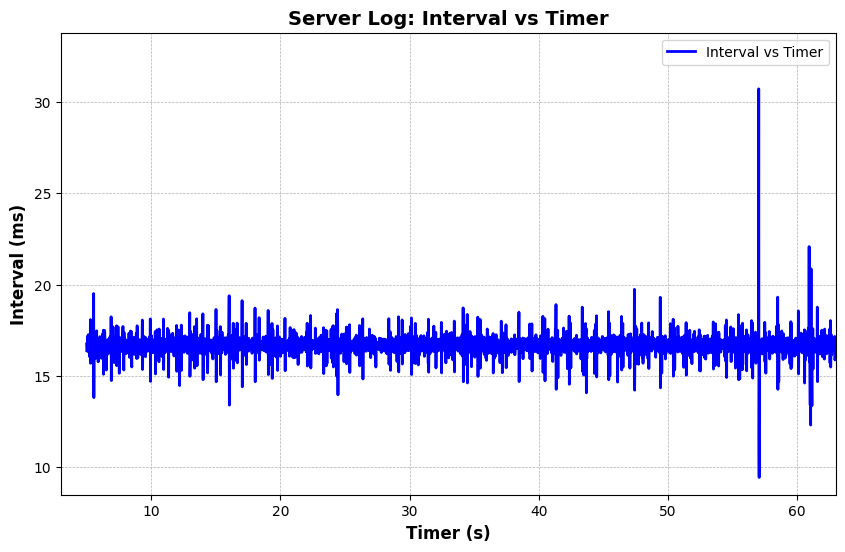 Server Log: Interval vs Timer
Interval vs Timer
Interval (ms)
30
25
20
15
10
10 20 30 40 50 60
Timer (s)